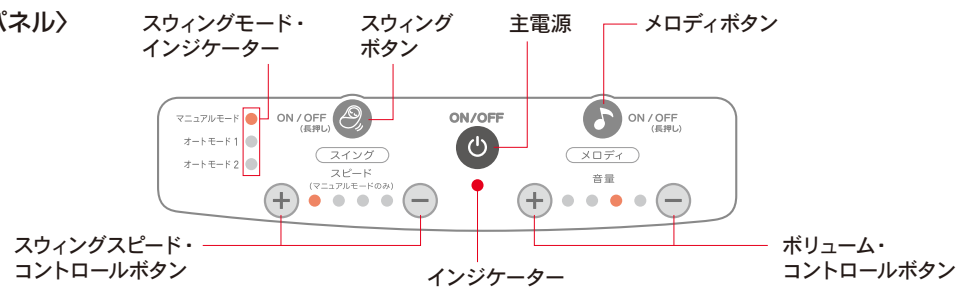 パネル〉
スウィングモード・
インジケーター
スウィング
ボタン
主電源
メロディボタン
マニュアルモード
オートモード 1
オートモード 2
ON / OFF
(長押し)
スイング
スピード
(マニュアルモードのみ)
ON/OFF
ON / OFF
(長押し)
メロディ
音量
スウィングスピード・
コントロールボタン
インジケーター
ボリューム・
コントロールボタン